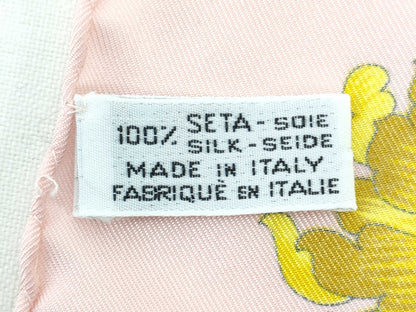 100% SETA - SOIE
SILK - SEIDE
MADE IN ITALY
FABRIQUÉ EN ITALIE